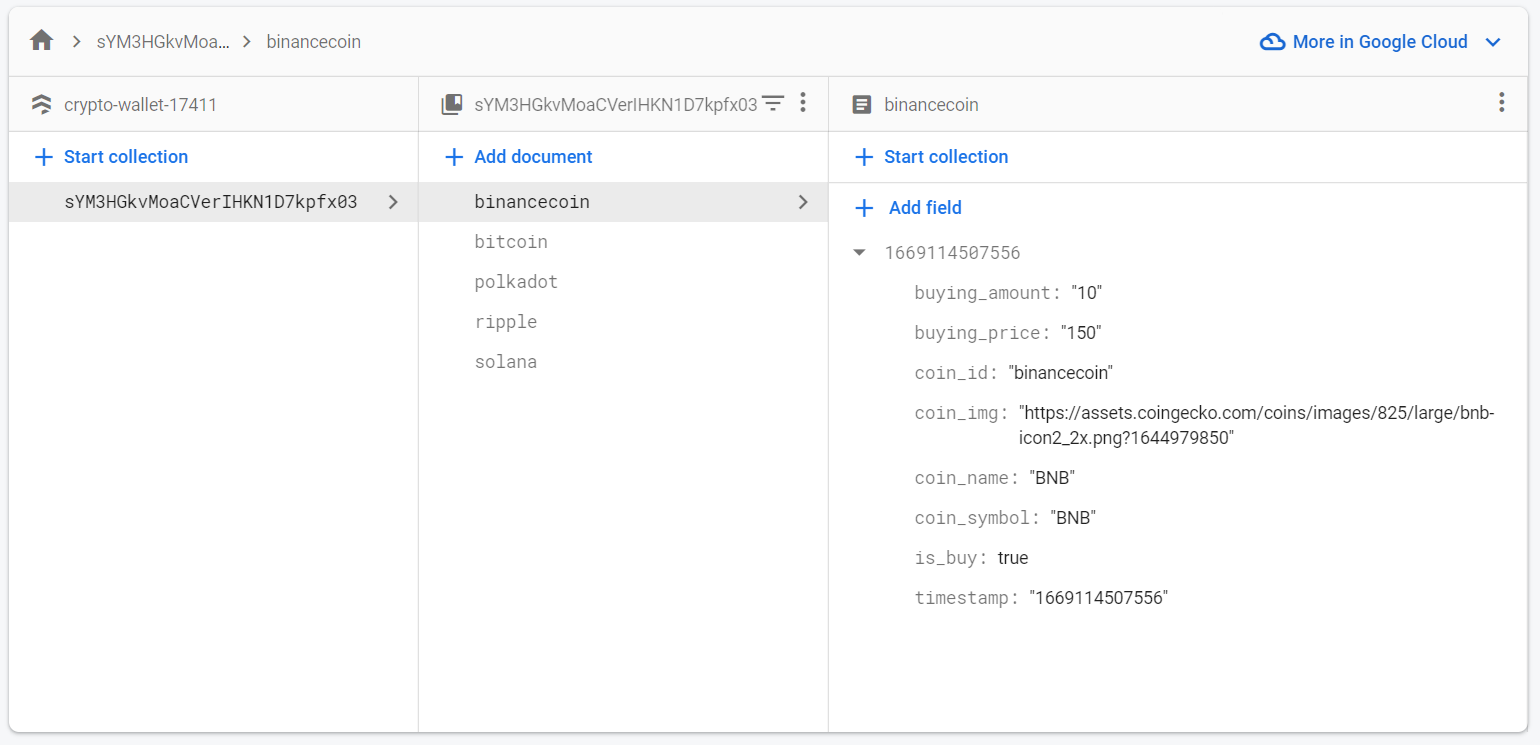 sYM3HGkvMoa... binancecoin More in Google Cloud
crypto-wallet-17411
Start collection
sYM3HGkvMoaCVerIHKN1D7kpfx03
sYM3HGkvMoaCVerIHKN1D7kpfx03
Add document
binancecoin
bitcoin
polkadot
ripple
solana
binancecoin
Start collection
Add field
1669114507556
buying_amount: "10"
buying_price: "150"
coin_id: "binancecoin"
coin_img: "https://assets.coingecko.com/coins/images/825/large/bnb-
icon2_2x.png?1644979850"
coin_name: "BNB"
coin_symbol: "BNB"
is_buy: true
timestamp: "1669114507556"